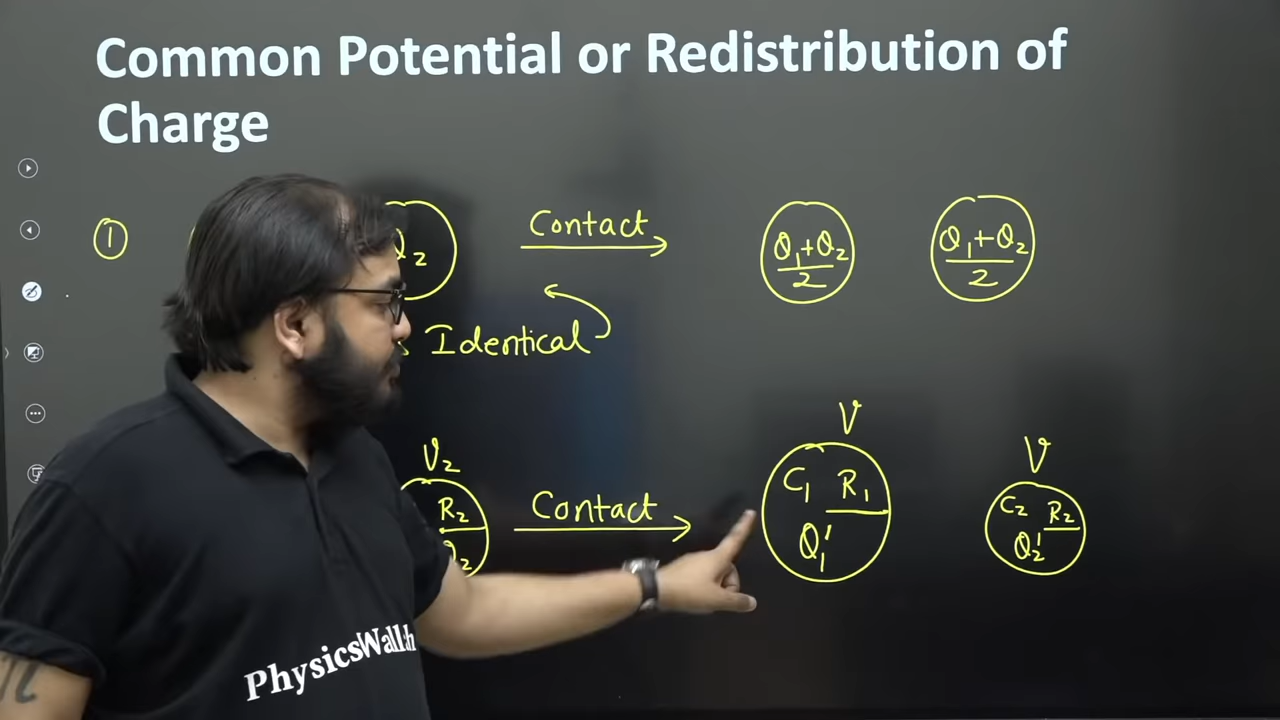 Common Potential or Redistribution of
Charge
1
Q2
Contact
Q1+Q2
2
Q1+Q2
2
Identical
V2
R2
Contact
V
C1 R1
Q1'
V
C2 R2
Q2'
PhysicsWallah